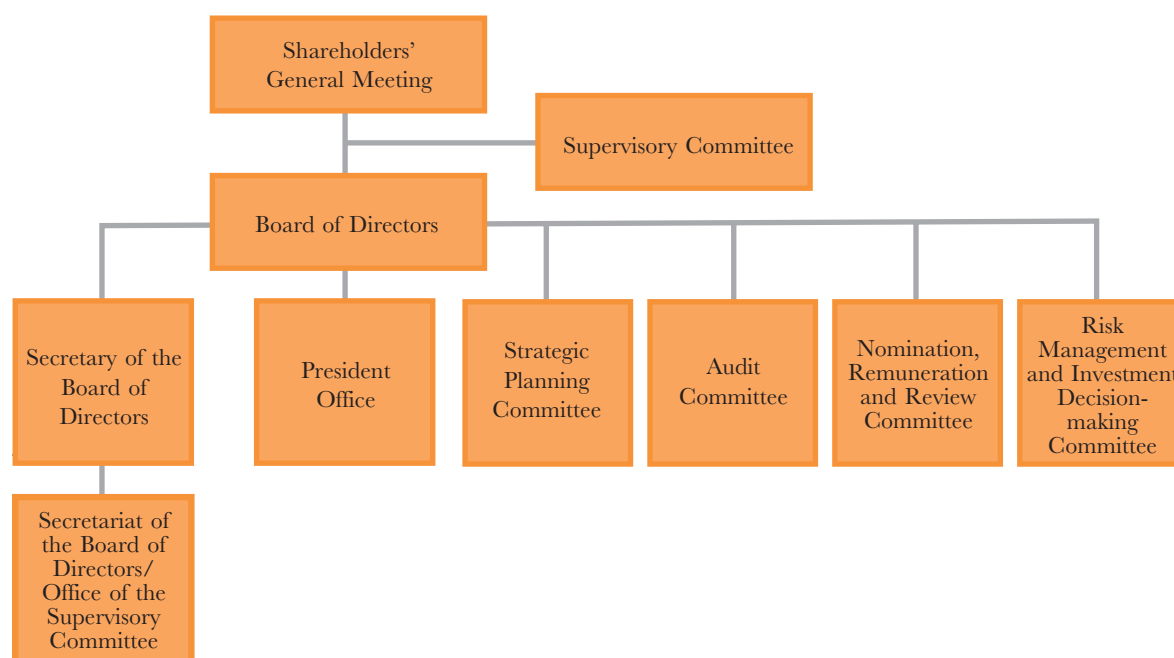 Shareholders’
General Meeting
Supervisory Committee
Board of Directors
Secretary of the
Board of
Directors
President
Office
Strategic
Planning
Committee
Audit
Committee
Nomination,
Remuneration
and Review
Committee
Risk
Management
and Investment
Decision-
making
Committee
Secretariat of
the Board of
Directors/
Office of the
Supervisory
Committee